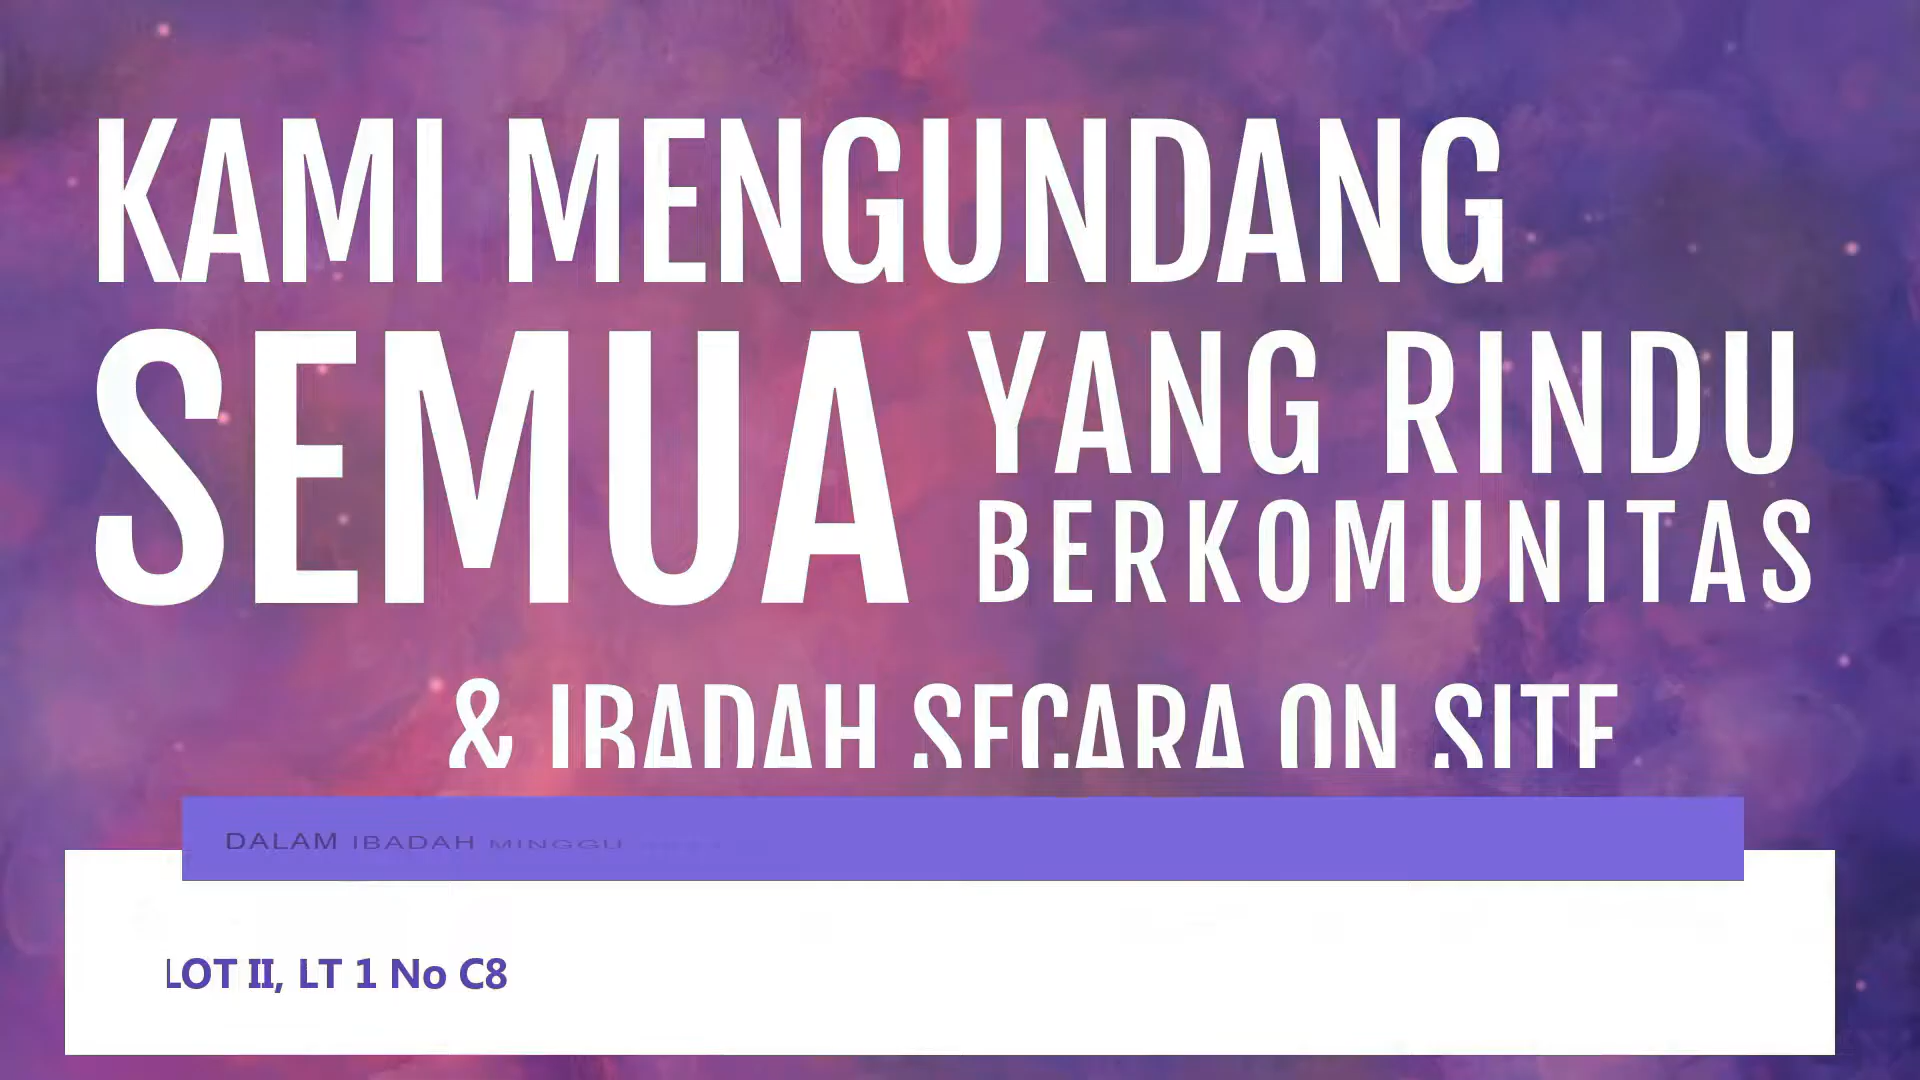 KAMI MENGUNDANG
SEMUA YANG RINDU
BERKOMUNITAS
& IBADAH SECARA ON SITE
DALAM IBADAH MINGGU
LOT II, LT 1 No C8